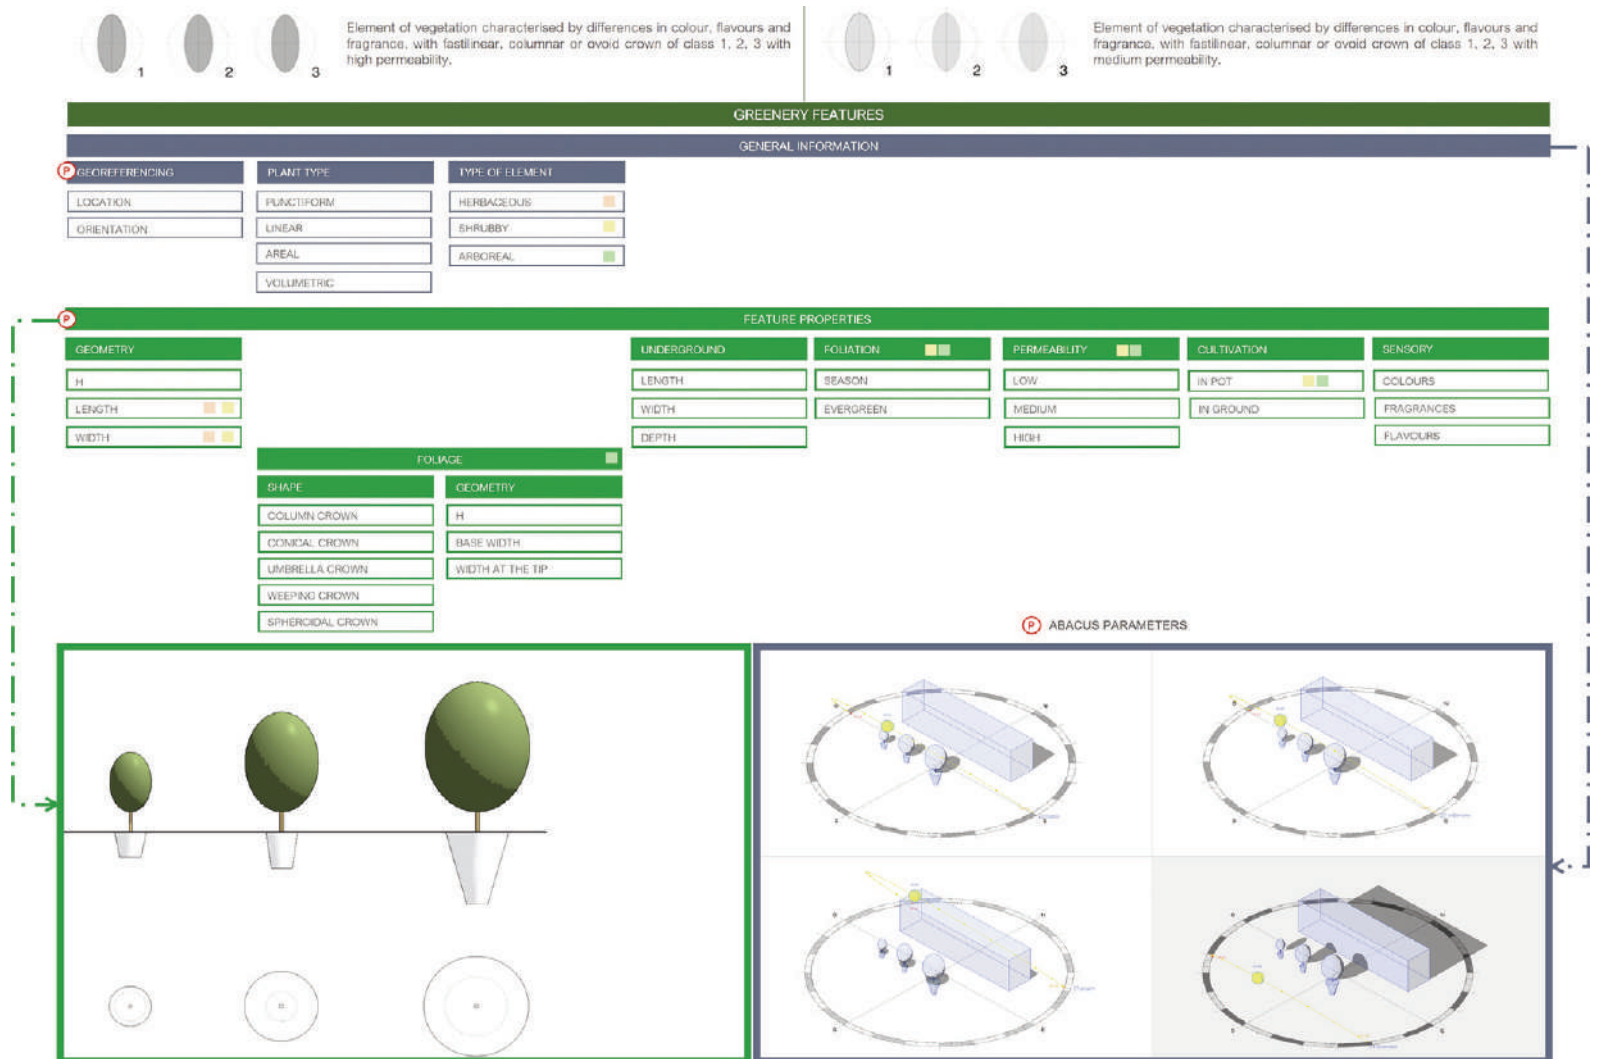 Element of vegetation characterised by differences in colour, flavours and
fragrance, with fastilinear, columnar or ovoid crown of class 1, 2, 3 with
high permeability.
1 2 3
Element of vegetation characterised by differences in colour, flavours and
fragrance, with fastilinear, columnar or ovoid crown of class 1, 2, 3 with
medium permeability.
1 2 3
GREENERY FEATURES
GENERAL INFORMATION
P GEOREFERENCING
LOCATION
ORIENTATION
PLANT TYPE
PUNCTIFORM
LINEAR
AREAL
VOLUMETRIC
TYPE OF ELEMENT
HERBACEOUS
SHRUBBY
ARBOREAL
P FEATURE PROPERTIES
GEOMETRY
H
LENGTH
WIDTH
FOLIAGE
SHAPE
COLUMN CROWN
CONICAL CROWN
UMBRELLA CROWN
WEEPING CROWN
SPHEROIDAL CROWN
GEOMETRY
H
BASE WIDTH
WIDTH AT THE TIP
UNDERGROUND
LENGTH
WIDTH
DEPTH
FOLIATION
SEASON
EVERGREEN
PERMEABILITY
LOW
MEDIUM
HIGH
CULTIVATION
IN POT
IN GROUND
SENSORY
COLOURS
FRAGRANCES
FLAVOURS
P ABACUS PARAMETERS